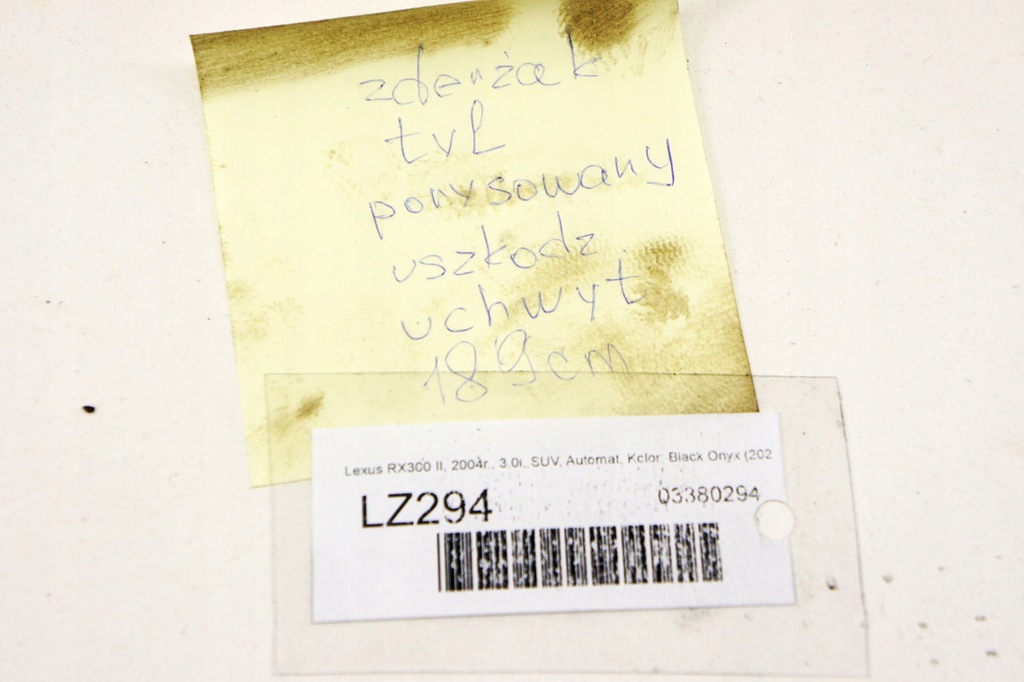 zderżak
tył
porysowany
uszkodz
uchwyt
189cm
Lexus RX300 II, 2004r., 3.0i, SUV, Automat, Kolor: Black Onyx (202
LZ294
03380294